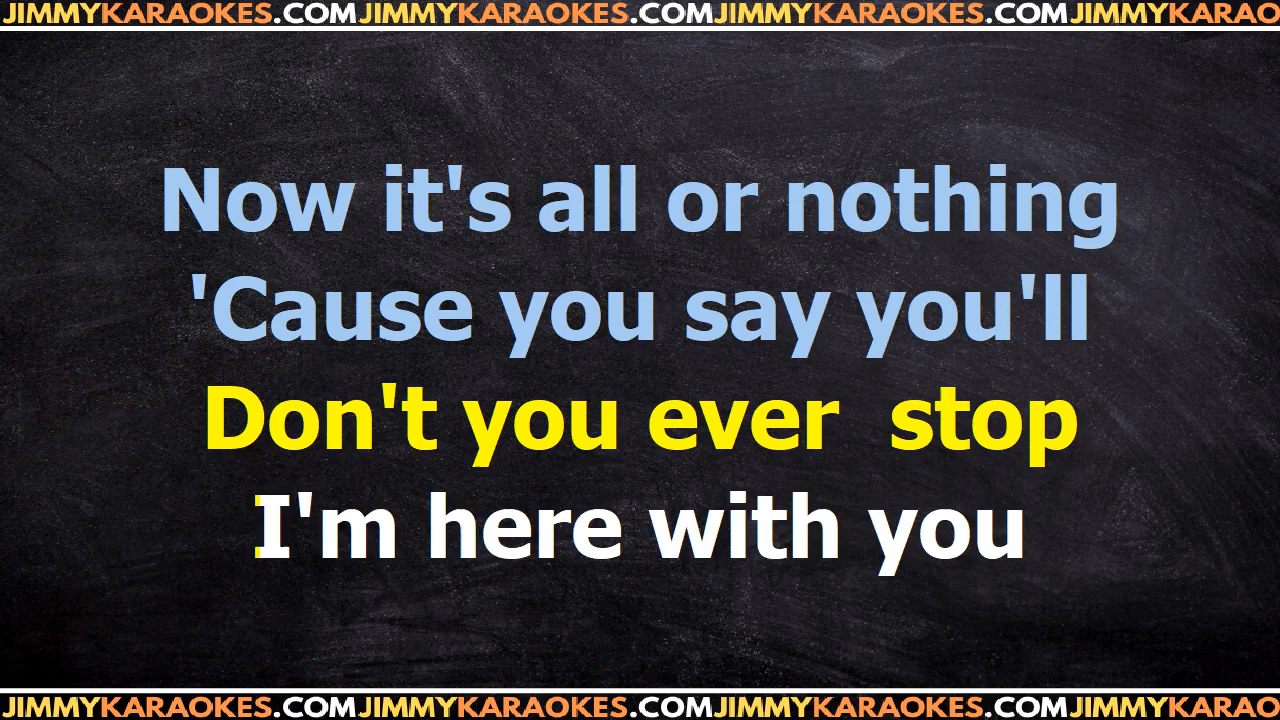 JIMMYKARAOKES.COMJIMMYKARAOKES.COMJIMMYKARAOKES.COMJIMMYKARAO
Now it's all or nothing
'Cause you say you'll
Don't you ever  stop
I'm here with you
JIMMYKARAOKES.COMJIMMYKARAOKES.COMJIMMYKARAOKES.COMJIMMYKARAO